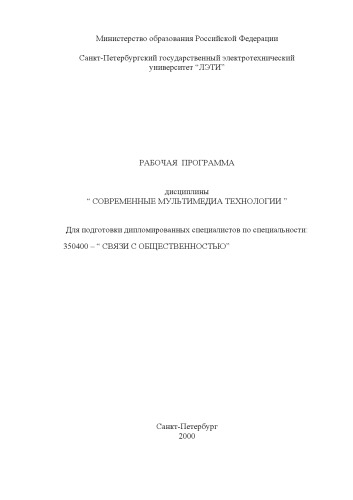 Министерство образования Российской Федерации
Санкт-Петербургский государственный электротехнический
университет “ЛЭТИ”
РАБОЧАЯ ПРОГРАММА
дисциплины
“ СОВРЕМЕННЫЕ МУЛЬТИМЕДИА ТЕХНОЛОГИИ ”
Для подготовки дипломированных специалистов по специальности:
350400 – “ СВЯЗИ С ОБЩЕСТВЕННОСТЬЮ”
Санкт-Петербург
2000